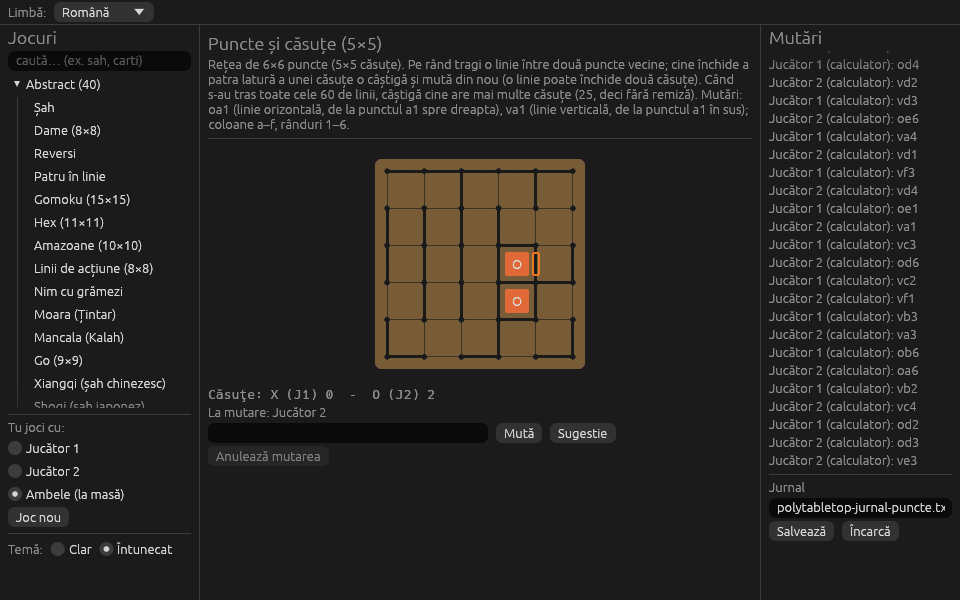 Limbă: Română
Jocuri
caută... (ex. sah, carti)
Abstract (40)
Șah
Dame (8×8)
Reversi
Patru în linie
Gomoku (15×15)
Hex (11×11)
Amazoane (10×10)
Linii de acțiune (8×8)
Nim cu grămezi
Moara (Țintar)
Mancala (Kalah)
Go (9×9)
Xiangqi (șah chinezesc)
Shogi (șah japonez)
Tu joci cu:
Jucător 1
Jucător 2
Ambele (la masă)
Joc nou
Temă: Clar Întunecat
Puncte și căsuțe (5×5)
Rețea de 6×6 puncte (5×5 căsuțe). Pe rând tragi o linie între două puncte vecine; cine închide a
patra latură a unei căsuțe o câștigă și mută din nou (o linie poate închide două căsuțe). Când
s-au tras toate cele 60 de linii, câștigă cine are mai multe căsuțe (25, deci fără remiză). Mutări:
oa1 (linie orizontală, de la punctul a1 spre dreapta), va1 (linie verticală, de la punctul a1 în sus);
coloane a–f, rânduri 1–6.
O
O
Căsuțe: X (J1) 0 - O (J2) 2
La mutare: Jucător 2
Mută Sugestie
Anulează mutarea
Mutări
Jucător 1 (calculator): od4
Jucător 2 (calculator): vd2
Jucător 1 (calculator): vd3
Jucător 2 (calculator): oe6
Jucător 1 (calculator): va4
Jucător 2 (calculator): vd1
Jucător 1 (calculator): vf3
Jucător 2 (calculator): vd4
Jucător 1 (calculator): oe1
Jucător 2 (calculator): va1
Jucător 1 (calculator): vc3
Jucător 2 (calculator): od6
Jucător 1 (calculator): vc2
Jucător 2 (calculator): vf1
Jucător 1 (calculator): vb3
Jucător 2 (calculator): va3
Jucător 1 (calculator): ob6
Jucător 2 (calculator): oa6
Jucător 1 (calculator): vb2
Jucător 2 (calculator): vc4
Jucător 1 (calculator): od2
Jucător 2 (calculator): od3
Jucător 2 (calculator): ve3
Jurnal
polytabletop-jurnal-puncte.tx
Salvează Încarcă